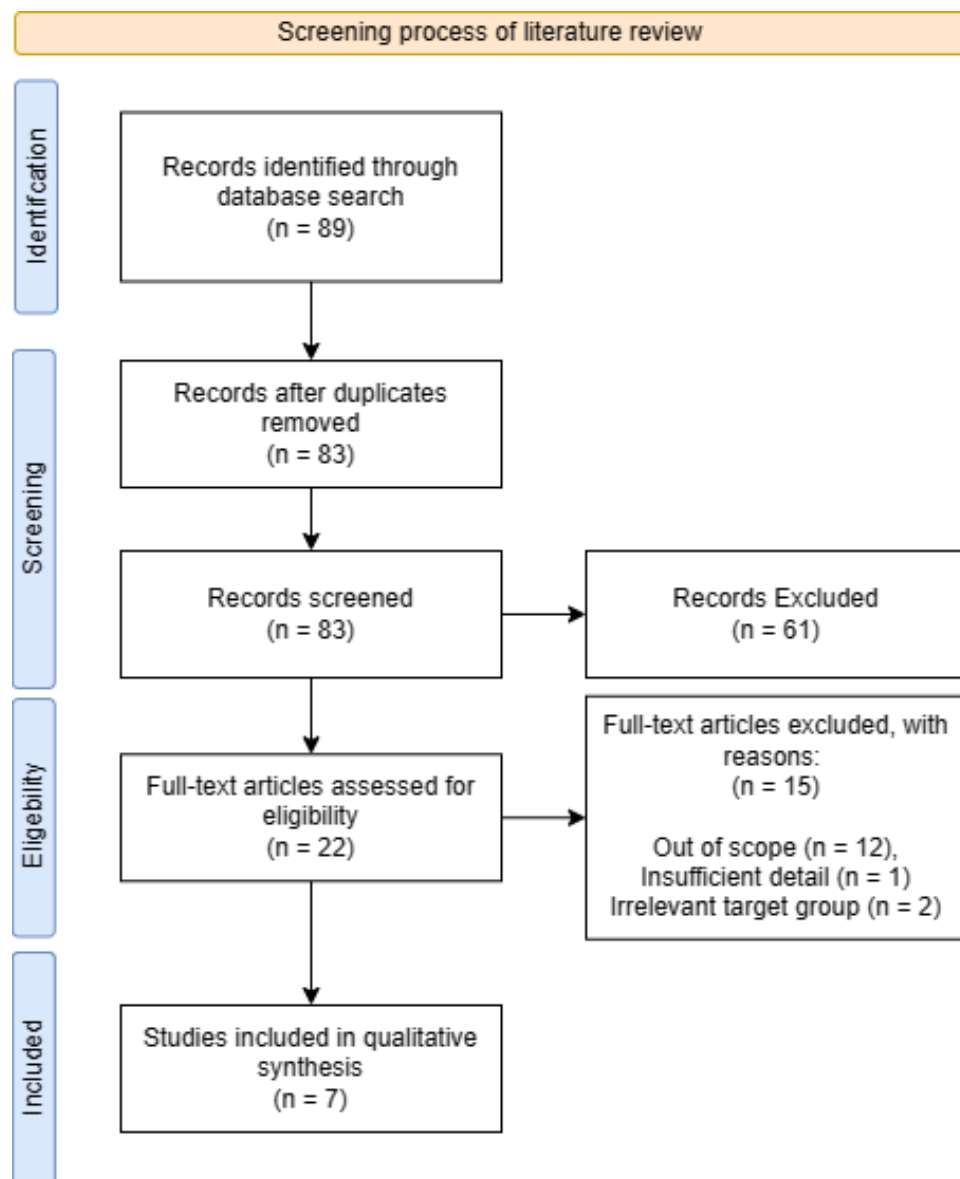 Screening process of literature review
Identifcation
Records identified through
database search
(n = 89)
Screening
Records after duplicates
removed
(n = 83)
Records screened
(n = 83)
Records Excluded
(n = 61)
Eligebility
Full-text articles assessed for
eligibility
(n = 22)
Full-text articles excluded, with
reasons:
(n = 15)
Out of scope (n = 12),
Insufficient detail (n = 1)
Irrelevant target group (n = 2)
Included
Studies included in qualitative
synthesis
(n = 7)